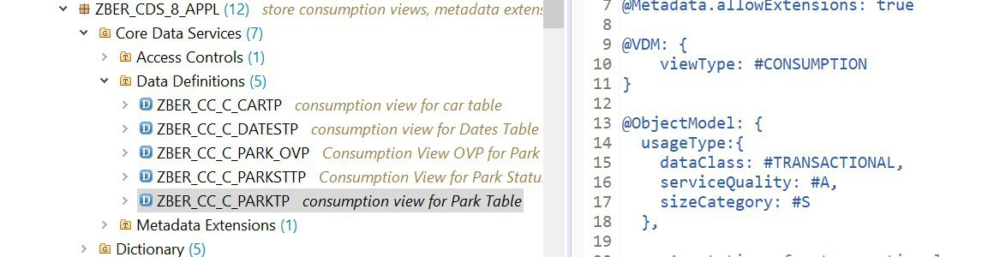 ZBER_CDS_8_APPL (12) store consumption views, metadata extens
Core Data Services (7)
Access Controls (1)
Data Definitions (5)
ZBER_CC_C_CARTP consumption view for car table
ZBER_CC_C_DATESTP consumption view for Dates Table
ZBER_CC_C_PARK_OVP Consumption View OVP for Park
ZBER_CC_C_PARKSTTP Consumption View for Park Statu
ZBER_CC_C_PARKTP consumption view for Park Table
Metadata Extensions (1)
Dictionary (5)
7 @Metadata.allowExtensions: true
8
9 @VDM: {
10 viewType: #CONSUMPTION
11 }
12
13 @ObjectModel: {
14 usageType:{
15 dataClass: #TRANSACTIONAL,
16 serviceQuality: #A,
17 sizeCategory: #S
18 },
19